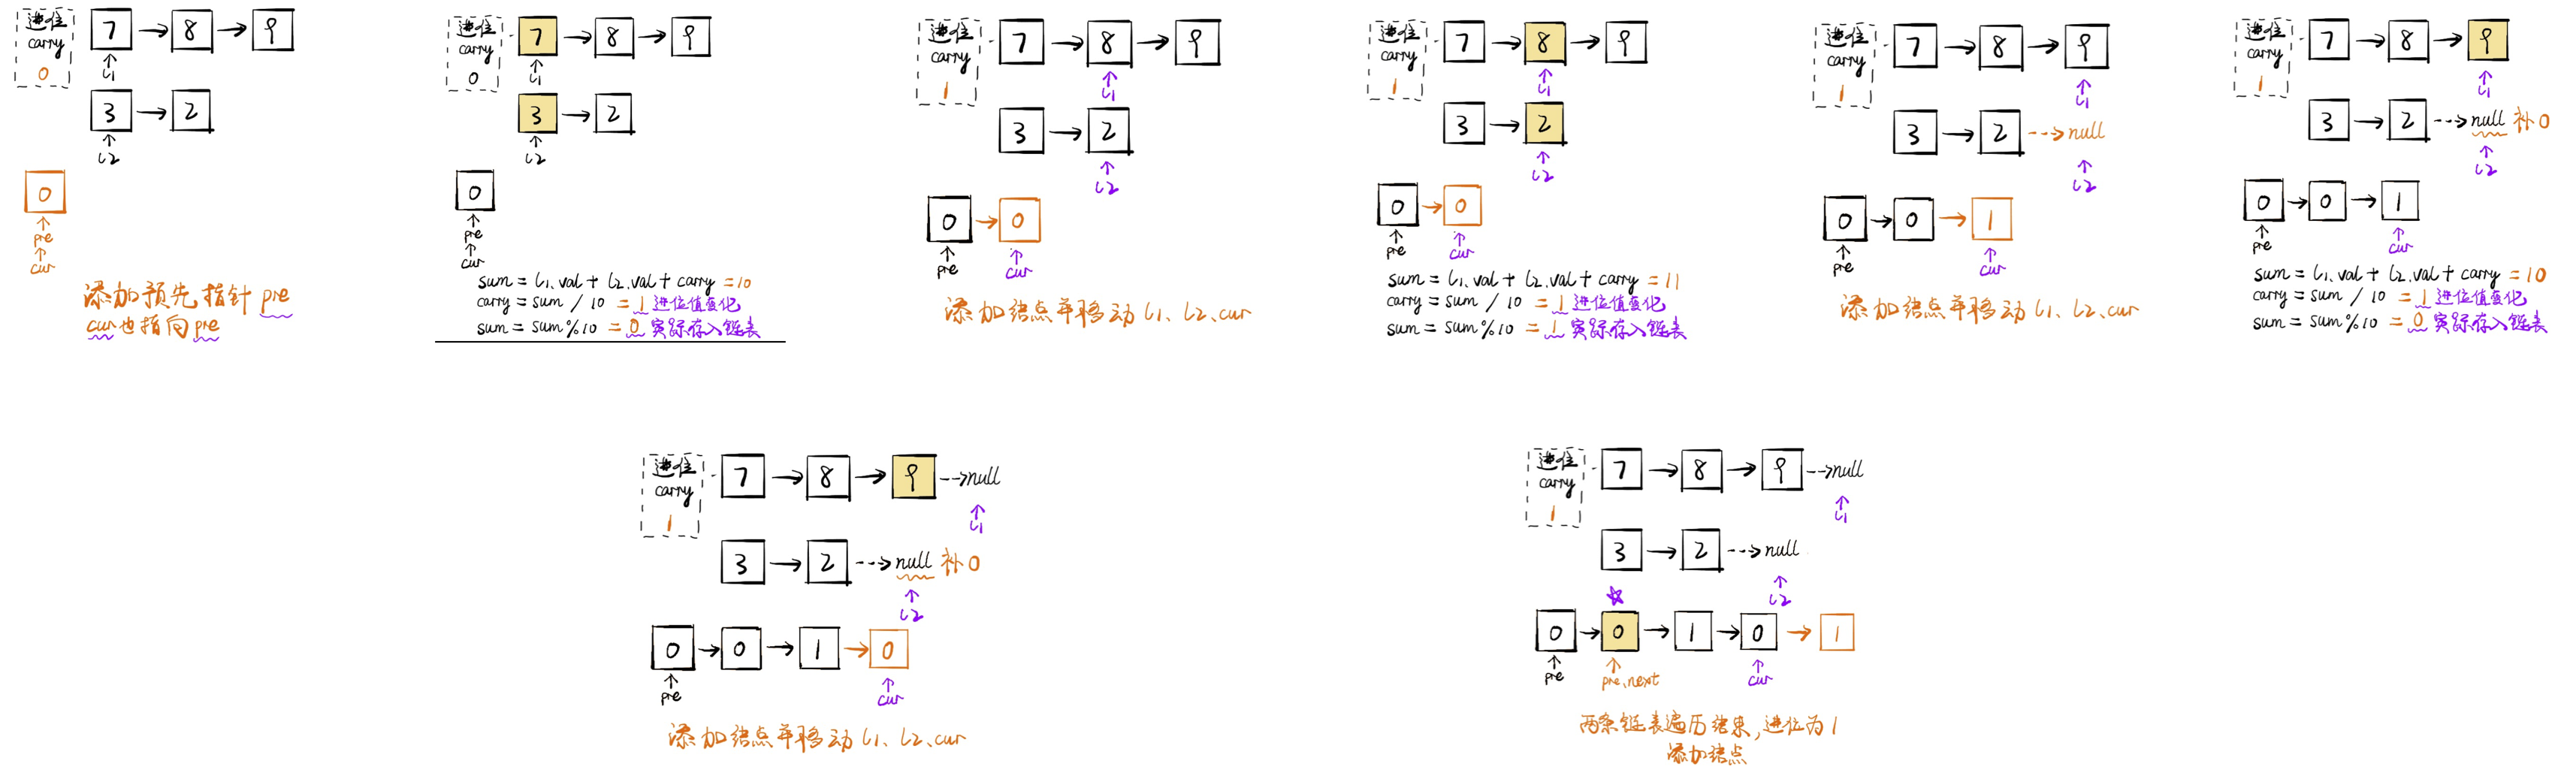 进位
carry
0
7 → 8 → 9
l1
3 → 2
l2
0
pre
cur
添加预先指针 pre
cur也指向pre
进位
carry
0
7 → 8 → 9
l1
3 → 2
l2
0
pre
cur
sum = l1.val + l2.val + carry = 10
carry = sum / 10 = 1 进位值变化
sum = sum % 10 = 0 实际存入链表
进位
carry
1
7 → 8 → 9
l1
3 → 2
l2
0 → 0
pre
cur
添加结点并移动 l1、l2、cur
进位
carry
1
7 → 8 → 9
l1
3 → 2
l2
0 → 0
pre
cur
sum = l1.val + l2.val + carry = 11
carry = sum / 10 = 1 进位值变化
sum = sum % 10 = 1 实际存入链表
进位
carry
1
7 → 8 → 9
l1
3 → 2 --→ null
l2
0 → 0 → 1
pre
cur
添加结点并移动 l1、l2、cur
进位
carry
1
7 → 8 → 9
l1
3 → 2 --→ null 补0
l2
0 → 0 → 1
pre
cur
sum = l1.val + l2.val + carry = 10
carry = sum / 10 = 1 进位值变化
sum = sum % 10 = 0 实际存入链表
进位
carry
1
7 → 8 → 9 --→ null
l1
3 → 2 --→ null 补0
l2
0 → 0 → 1 → 0
pre
cur
添加结点并移动 l1、l2、cur
进位
carry
1
7 → 8 → 9 --→ null
l1
3 → 2 --→ null
l2
0 → 0 → 1 → 0 → 1
pre
pre.next
cur
两条链表遍历结束,进位为1
添加结点